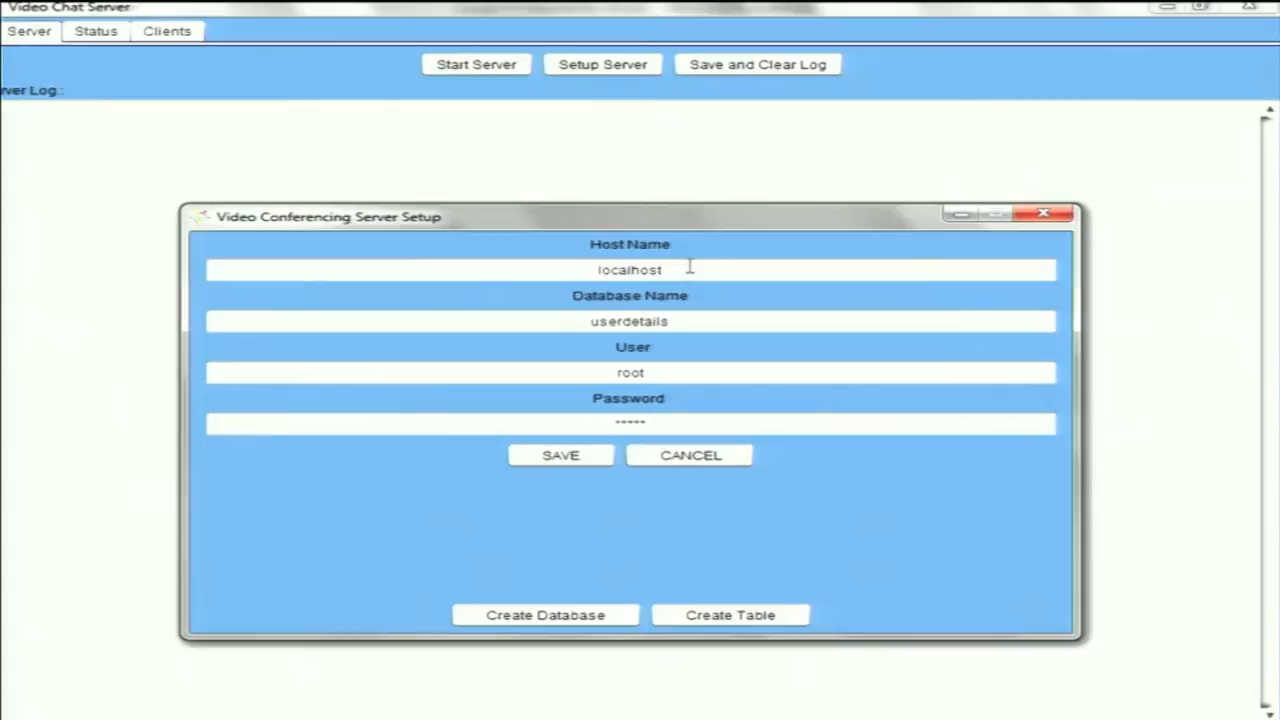 Video Chat Server
Server Status Clients
Start Server Setup Server Save and Clear Log
rver Log.:
Video Conferencing Server Setup
Host Name
localhost
Database Name
userdetails
User
root
Password
*****
SAVE CANCEL
Create Database Create Table